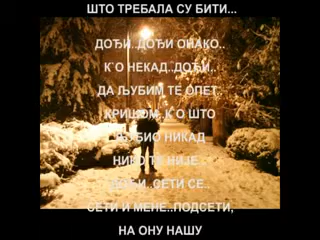 ШТО ТРЕБАЛА СУ БИТИ...
ДОЂИ..ДОЂИ ОНАКО..
К`О НЕКАД..ДОЂИ..
ДА ЉУБИМ ТЕ ОПЕТ..
КРИШОМ..К`О ШТО
ЉУБИО НИКАД
НИКО ТЕ НИЈЕ..
ДОЂИ..СЕТИ СЕ..
СЕТИ И МЕНЕ..ПОДСЕТИ,
НА ОНУ НАШУ